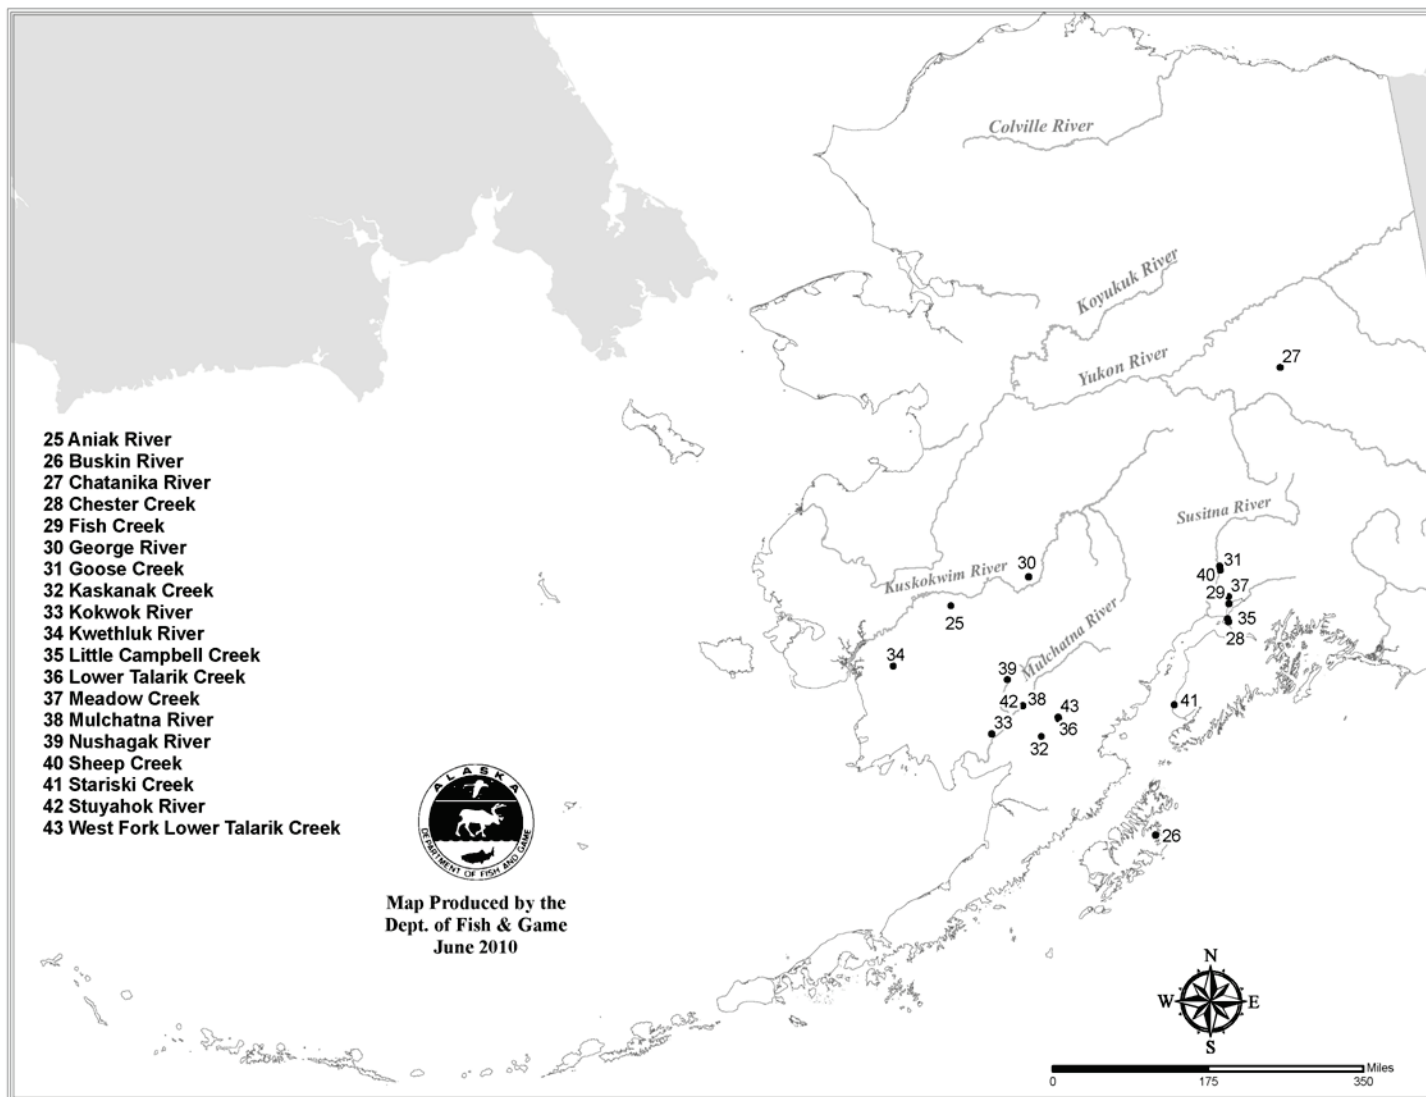 Colville River
Koyukuk River
Yukon River
27
25 Aniak River
26 Buskin River
27 Chatanika River
28 Chester Creek
29 Fish Creek
30 George River
31 Goose Creek
32 Kaskanak Creek
33 Kokwok River
34 Kwethluk River
35 Little Campbell Creek
36 Lower Talarik Creek
37 Meadow Creek
38 Mulchatna River
39 Nushagak River
40 Sheep Creek
41 Stariski Creek
42 Stuyahok River
43 West Fork Lower Talarik Creek
Susitna River
Kuskokwim River
30
31
40
37
29
25
35
28
Mulchatna River
34
39
42
38
43
41
36
33
32
ALASKA
DEPARTMENT OF FISH AND GAME
26
Map Produced by the
Dept. of Fish & Game
June 2010
N
W
E
S
Miles
0
175
350